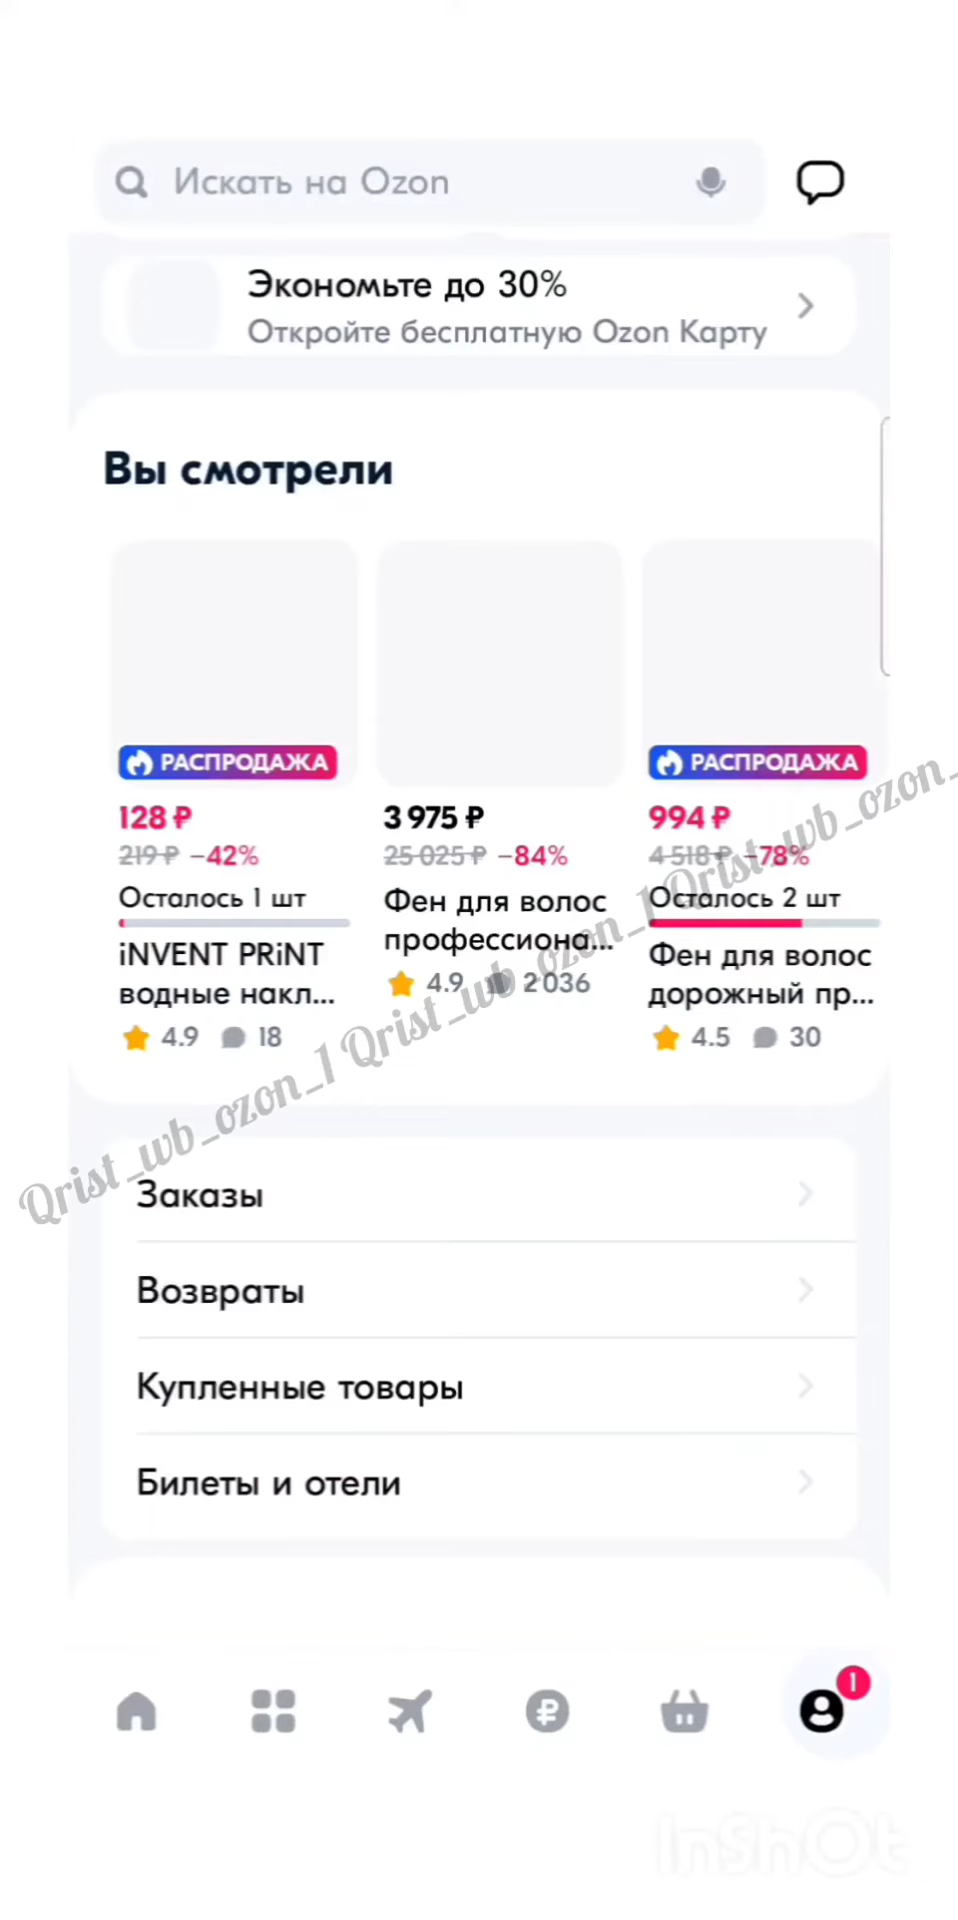 Искать на Ozon
Экономьте до 30%
Откройте бесплатную Ozon Карту
Вы смотрели
РАСПРОДАЖА
128 ₽
219 ₽ −42%
Осталось 1 шт
iNVENT PRiNT
водные накл...
4.9 18
3 975 ₽
25 025 ₽ −84%
Фен для волос
профессиона...
4.9 2 036
РАСПРОДАЖА
994 ₽
4 518 ₽ −78%
Осталось 2 шт
Фен для волос
дорожный пр...
4.5 30
Qrist_wb_ozon_1 Qrist_wb_ozon_1 Qrist_wb_ozon_
Заказы
Возвраты
Купленные товары
Билеты и отели
1
InShOt